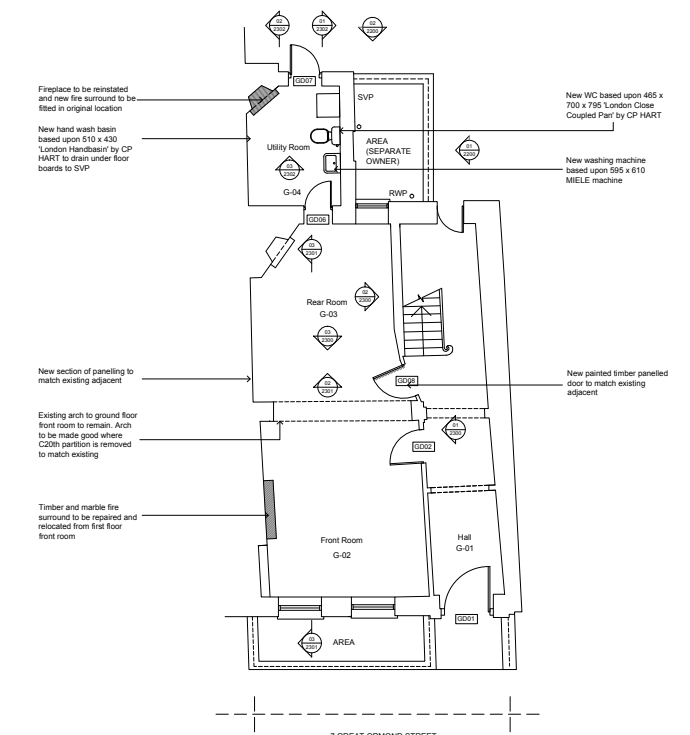 02
2302
01
2302
02
2200
GD07
Fireplace to be reinstated
and new fire surround to be
fitted in original location
New hand wash basin
based upon 510 x 430
'London Handbasin' by CP
HART to drain under floor
boards to SVP
SVP
New WC based upon 465 x
700 x 795 'London Close
Coupled Pan' by CP HART
Utility Room
03
2302
G-04
AREA
(SEPARATE
OWNER)
01
2200
New washing machine
based upon 595 x 610
MIELE machine
RWP
GD06
03
2301
02
2300
Rear Room
G-03
03
2300
New section of panelling to
match existing adjacent
02
2301
GD08
New painted timber panelled
door to match existing
adjacent
Existing arch to ground floor
front room to remain. Arch
to be made good where
C20th partition is removed
to match existing
01
2300
GD02
Timber and marble fire
surround to be repaired and
relocated from first floor
front room
Front Room
G-02
Hall
G-01
GD01
03
2301
AREA
7 GREAT ORMOND STREET